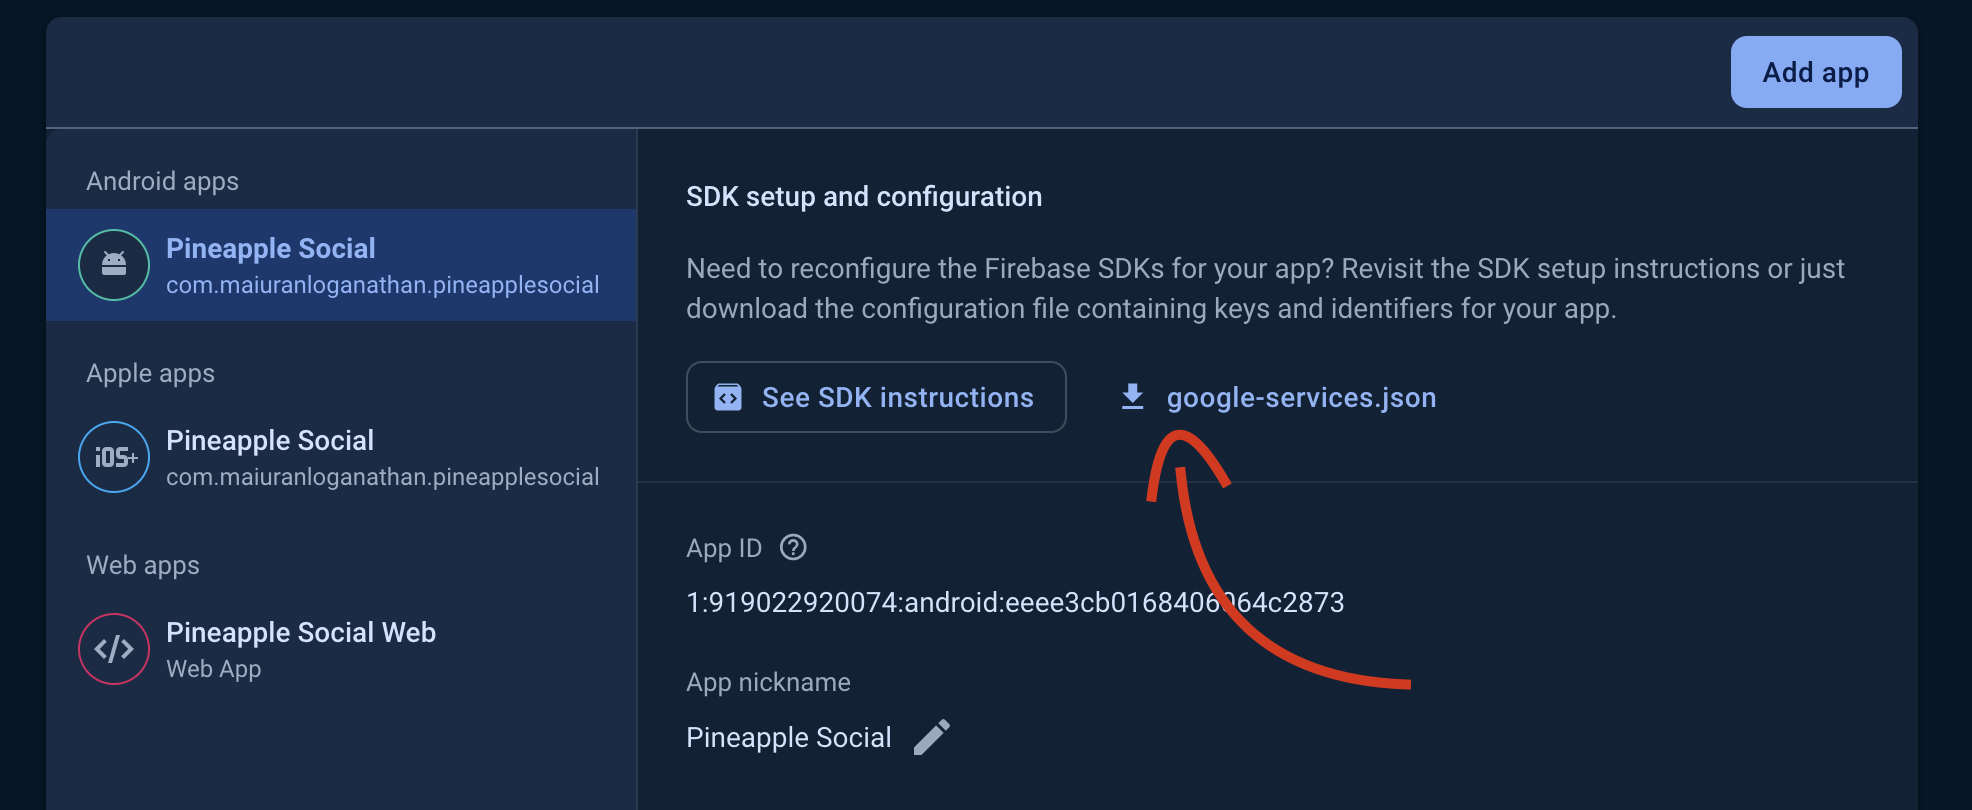 Add app
Android apps
Pineapple Social
com.maiuranloganathan.pineapplesocial
Apple apps
iOS+
Pineapple Social
com.maiuranloganathan.pineapplesocial
Web apps
</>
Pineapple Social Web
Web App
SDK setup and configuration
Need to reconfigure the Firebase SDKs for your app? Revisit the SDK setup instructions or just
download the configuration file containing keys and identifiers for your app.
See SDK instructions
google-services.json
App ID
1:919022920074:android:eeee3cb0168406064c2873
App nickname
Pineapple Social